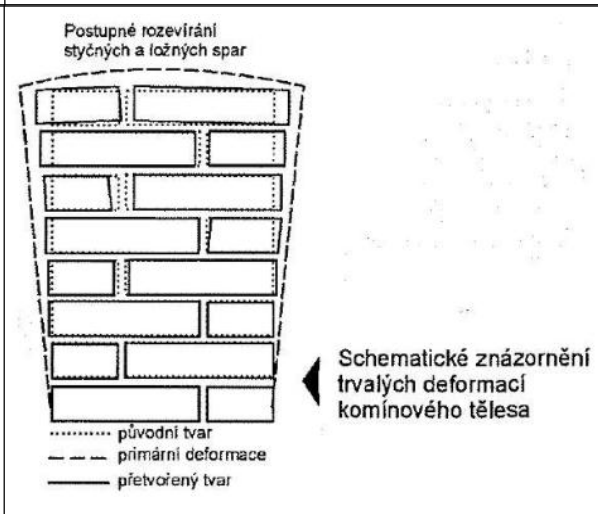 Postupné rozevírání
styčných a ložných spar
Schematické znázornění
trvalých deformací
komínového tělesa
původní tvar
primární deformace
přetvořený tvar